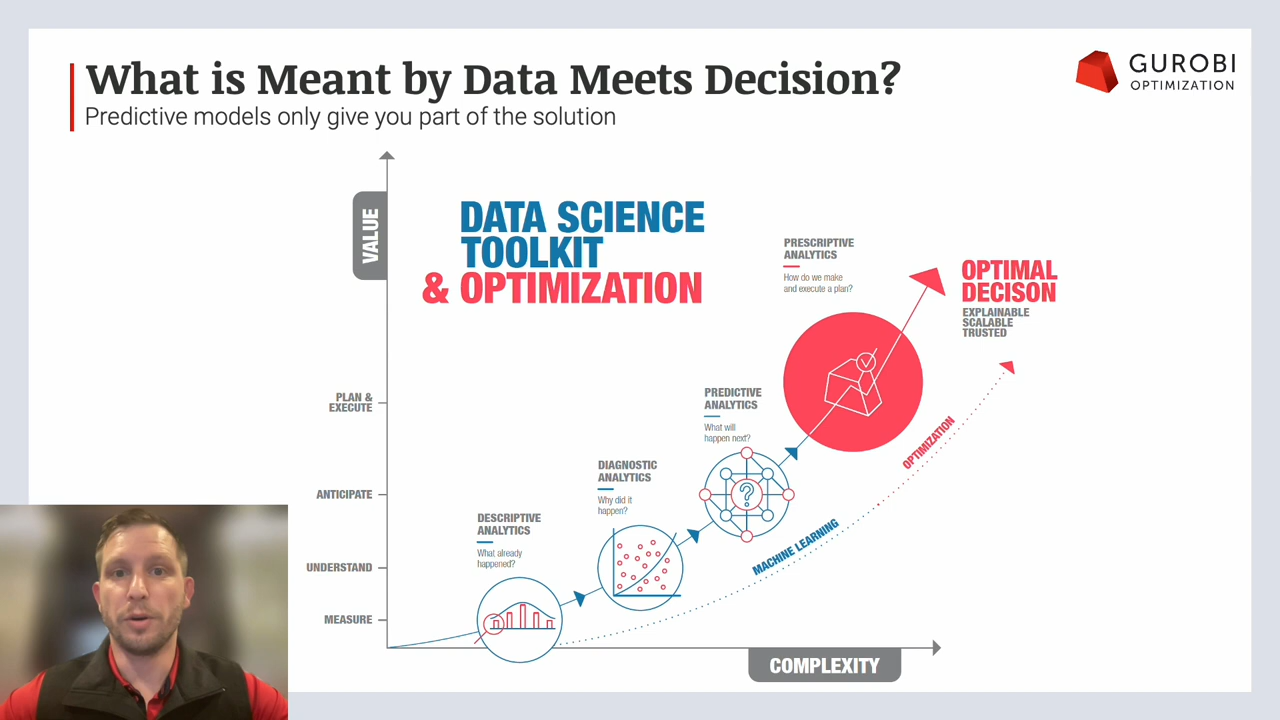 What is Meant by Data Meets Decision?
Predictive models only give you part of the solution
GUROBI
OPTIMIZATION
VALUE
DATA SCIENCE
TOOLKIT
& OPTIMIZATION
PRESCRIPTIVE
ANALYTICS
How do we make
and execute a plan?
OPTIMAL
DECISON
EXPLAINABLE
SCALABLE
TRUSTED
PLAN &
EXECUTE
PREDICTIVE
ANALYTICS
What will
happen next?
OPTIMIZATION
DIAGNOSTIC
ANALYTICS
Why did it
happen?
ANTICIPATE
?
DESCRIPTIVE
ANALYTICS
What already
happened?
MACHINE LEARNING
UNDERSTAND
MEASURE
COMPLEXITY